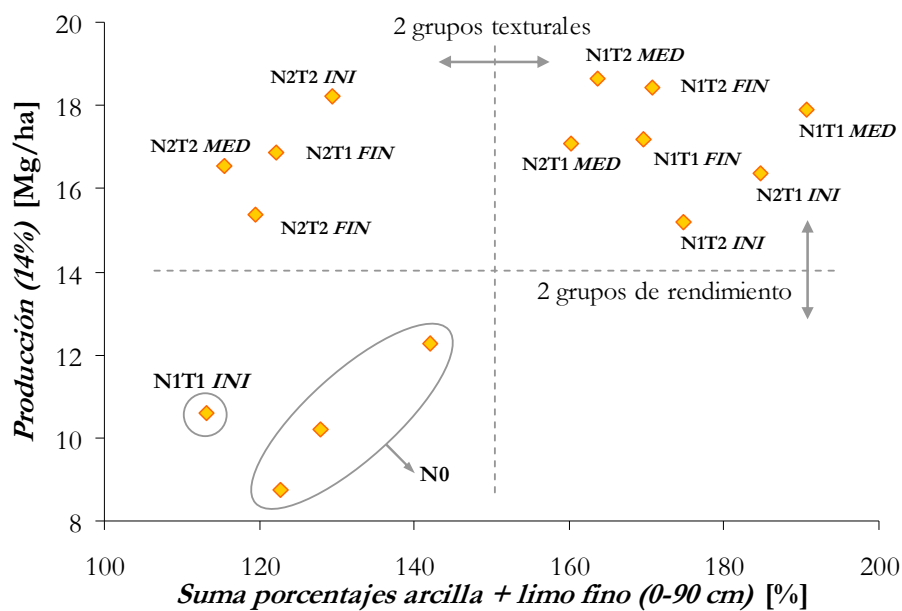 2 grupos texturales
20
18
16
14
12
10
8
Producción (14%) [Mg/ha]
N2T2 INI
N2T2 MED
N2T1 FIN
N2T2 FIN
N1T2 MED
N1T2 FIN
N1T1 MED
N2T1 MED
N1T1 FIN
N2T1 INI
N1T2 INI
2 grupos de rendimiento
N1T1 INI
N0
100
120
140
160
180
200
Suma porcentajes arcilla + limo fino (0-90 cm) [%]